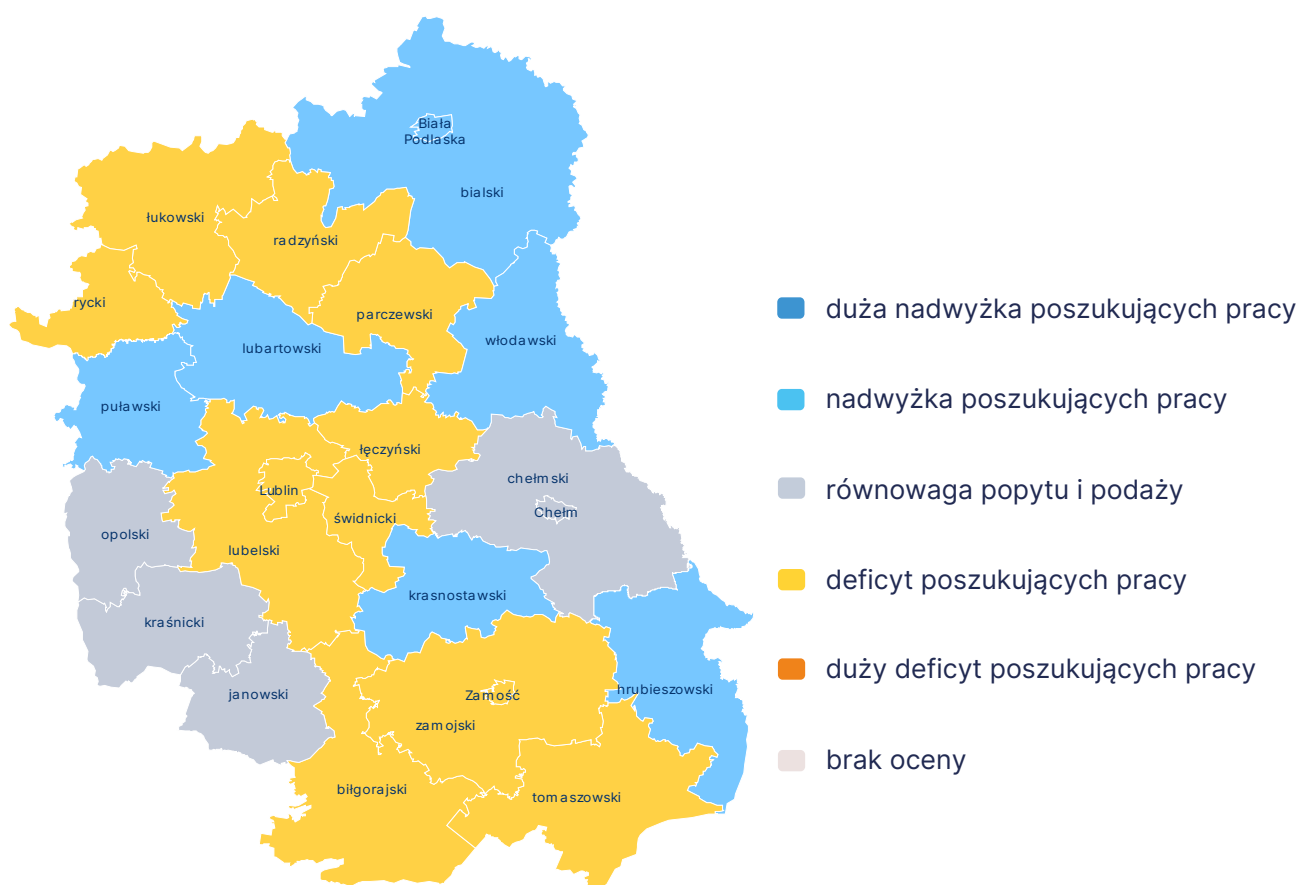 Biała
Podlaska
bialski
łukowski
radzyński
rycki
parczewski
lubartowski
włodawski
puławski
łęczyński
chełmski
Lublin
Chełm
świdnicki
opolski
lubelski
krasnostawski
kraśnicki
janowski
Zamość
hrubieszowski
zamojski
biłgorajski
tomaszowski
duża nadwyżka poszukujących pracy
nadwyżka poszukujących pracy
równowaga popytu i podaży
deficyt poszukujących pracy
duży deficyt poszukujących pracy
brak oceny